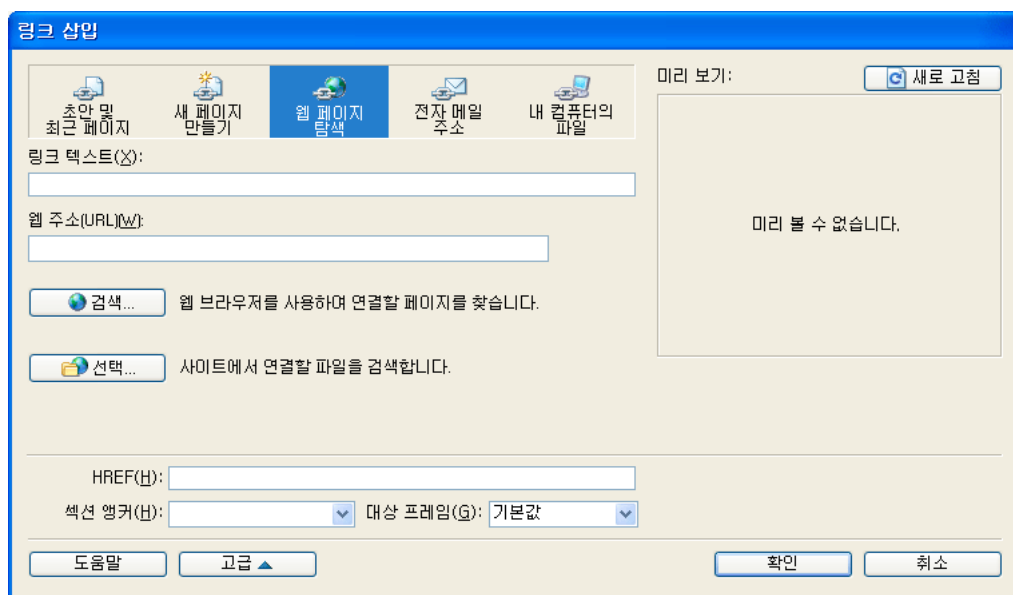 링크 삽입
초안 및
최근 페이지
새 페이지
만들기
웹 페이지
탐색
전자 메일
주소
내 컴퓨터의
파일
미리 보기:
새로 고침
링크 텍스트(X):
웹 주소(URL)(W):
미리 볼 수 없습니다.
검색...
웹 브라우저를 사용하여 연결할 페이지를 찾습니다.
선택...
사이트에서 연결할 파일을 검색합니다.
HREF(H):
섹션 앵커(H):
대상 프레임(G): 기본값
도움말
고급
확인
취소